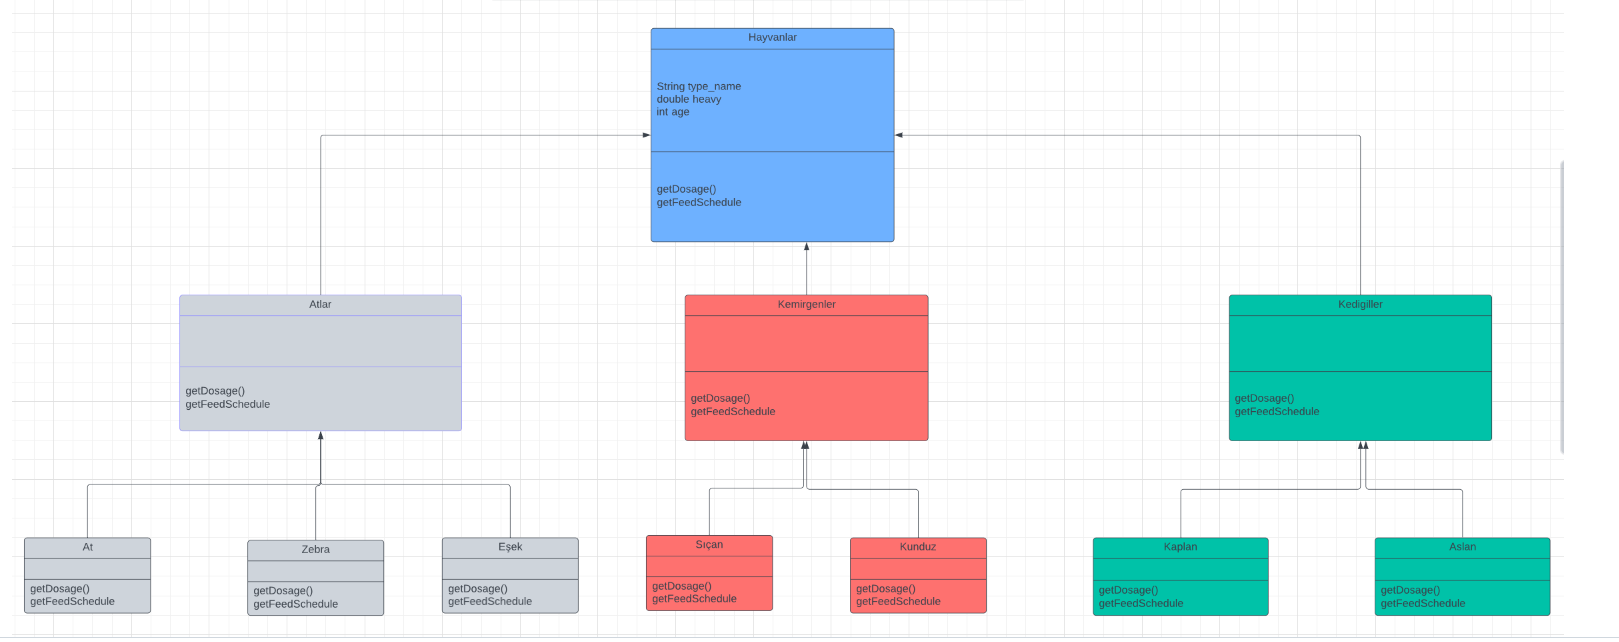 Hayvanlar
String type_name
double heavy
int age
getDosage()
getFeedSchedule
Atlar
getDosage()
getFeedSchedule
Kemirgenler
getDosage()
getFeedSchedule
Kedigiller
getDosage()
getFeedSchedule
At
getDosage()
getFeedSchedule
Zebra
getDosage()
getFeedSchedule
Eşek
getDosage()
getFeedSchedule
Sıçan
getDosage()
getFeedSchedule
Kunduz
getDosage()
getFeedSchedule
Kaplan
getDosage()
getFeedSchedule
Aslan
getDosage()
getFeedSchedule